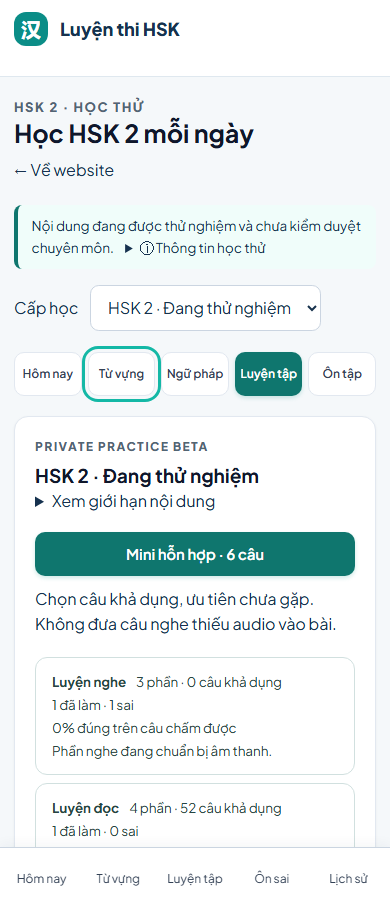 汉 Luyện thi HSK
HSK 2 · HỌC THỬ
Học HSK 2 mỗi ngày
← Về website
Nội dung đang được thử nghiệm và chưa kiểm duyệt
chuyên môn. ▶ ⓘ Thông tin học thử
Cấp học HSK 2 · Đang thử nghiệm
Hôm nay Từ vựng Ngữ pháp Luyện tập Ôn tập
PRIVATE PRACTICE BETA
HSK 2 · Đang thử nghiệm
▶ Xem giới hạn nội dung
Mini hỗn hợp · 6 câu
Chọn câu khả dụng, ưu tiên chưa gặp.
Không đưa câu nghe thiếu audio vào bài.
Luyện nghe 3 phần · 0 câu khả dụng
1 đã làm · 1 sai
0% đúng trên câu chấm được
Phần nghe đang chuẩn bị âm thanh.
Luyện đọc 4 phần · 52 câu khả dụng
1 đã làm · 0 sai
Hôm nay Từ vựng Luyện tập Ôn sai Lịch sử